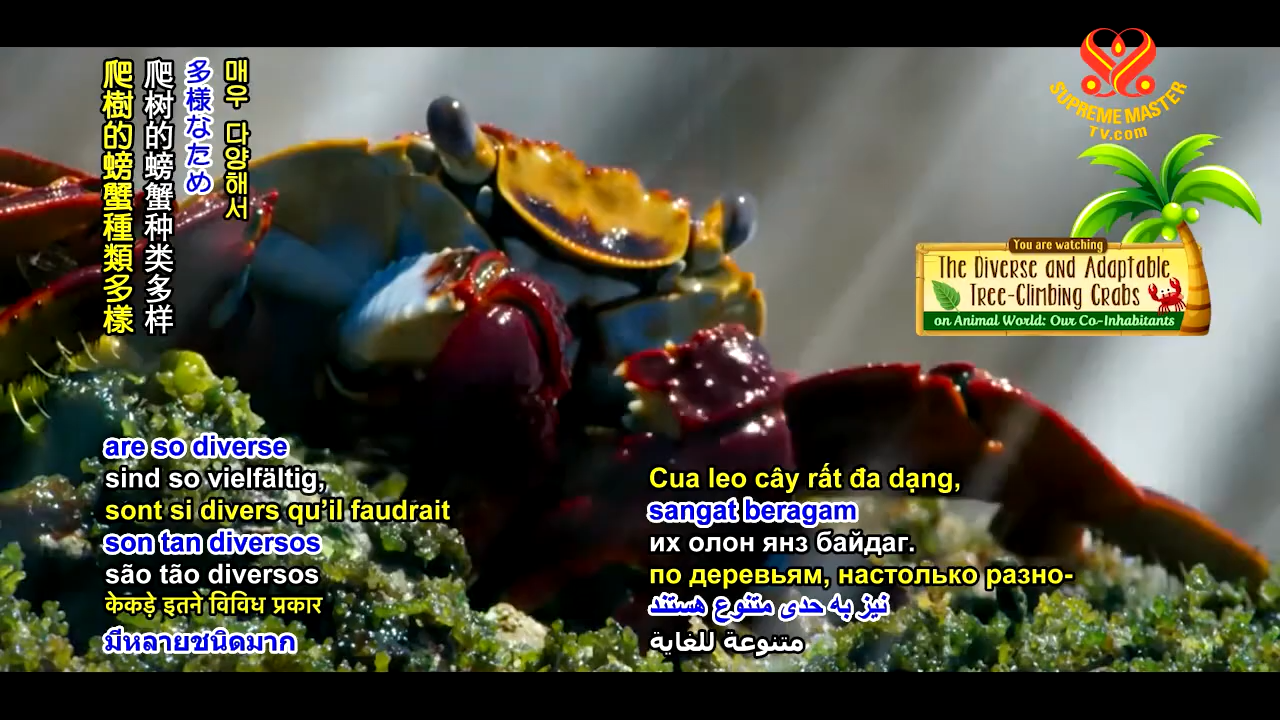 매우 다양해서
多様なため
爬树的螃蟹种类多样
爬樹的螃蟹種類多樣
SUPREME MASTER
TV.com
You are watching
The Diverse and Adaptable
Tree-Climbing Crabs
on Animal World: Our Co-Inhabitants
are so diverse
sind so vielfältig,
sont si divers qu’il faudrait
son tan diversos
são tão diversos
केकड़े इतने विविध प्रकार
มีหลายชนิดมาก
Cua leo cây rất đa dạng,
sangat beragam
их олон янз байдаг.
по деревьям, настолько разно-
نیز به حدی متنوع هستند
متنوعة للغاية